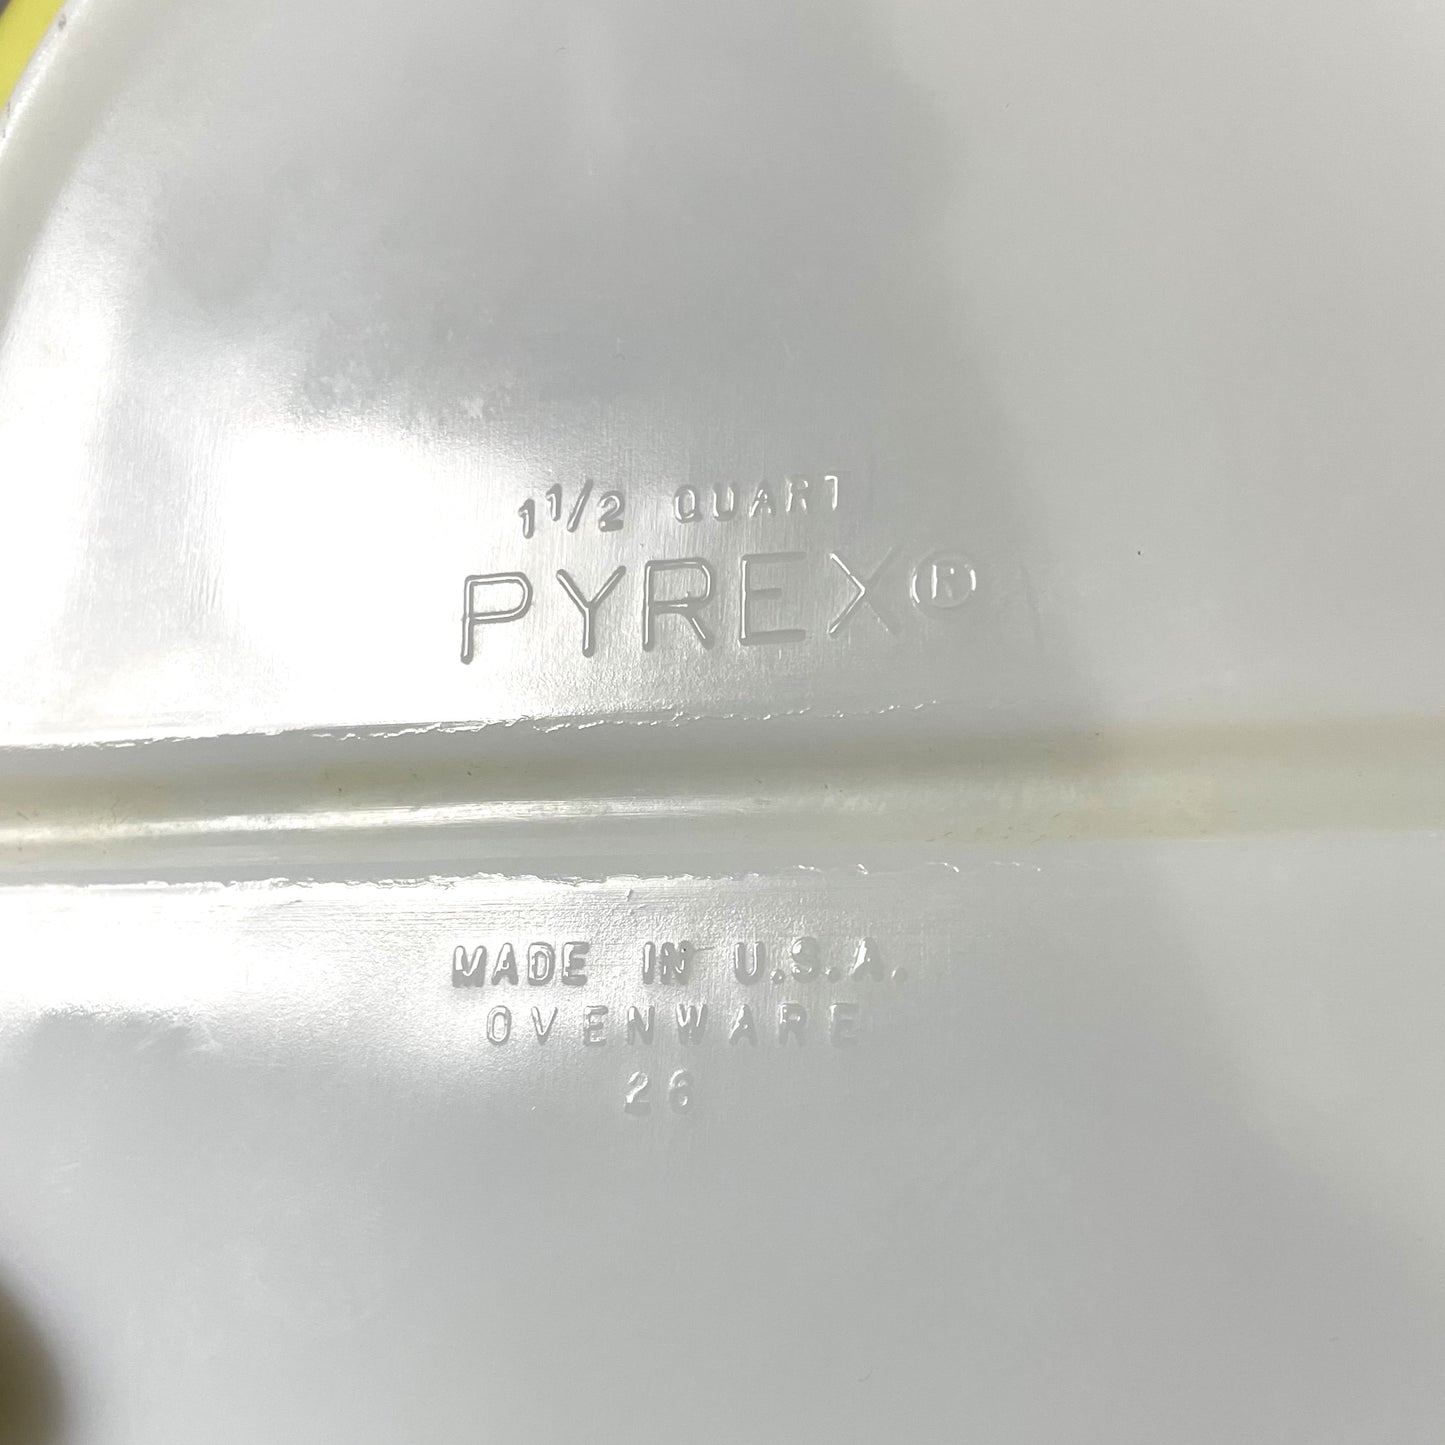 1 1/2 QUART
PYREX®
MADE IN U.S.A.
OVENWARE
26